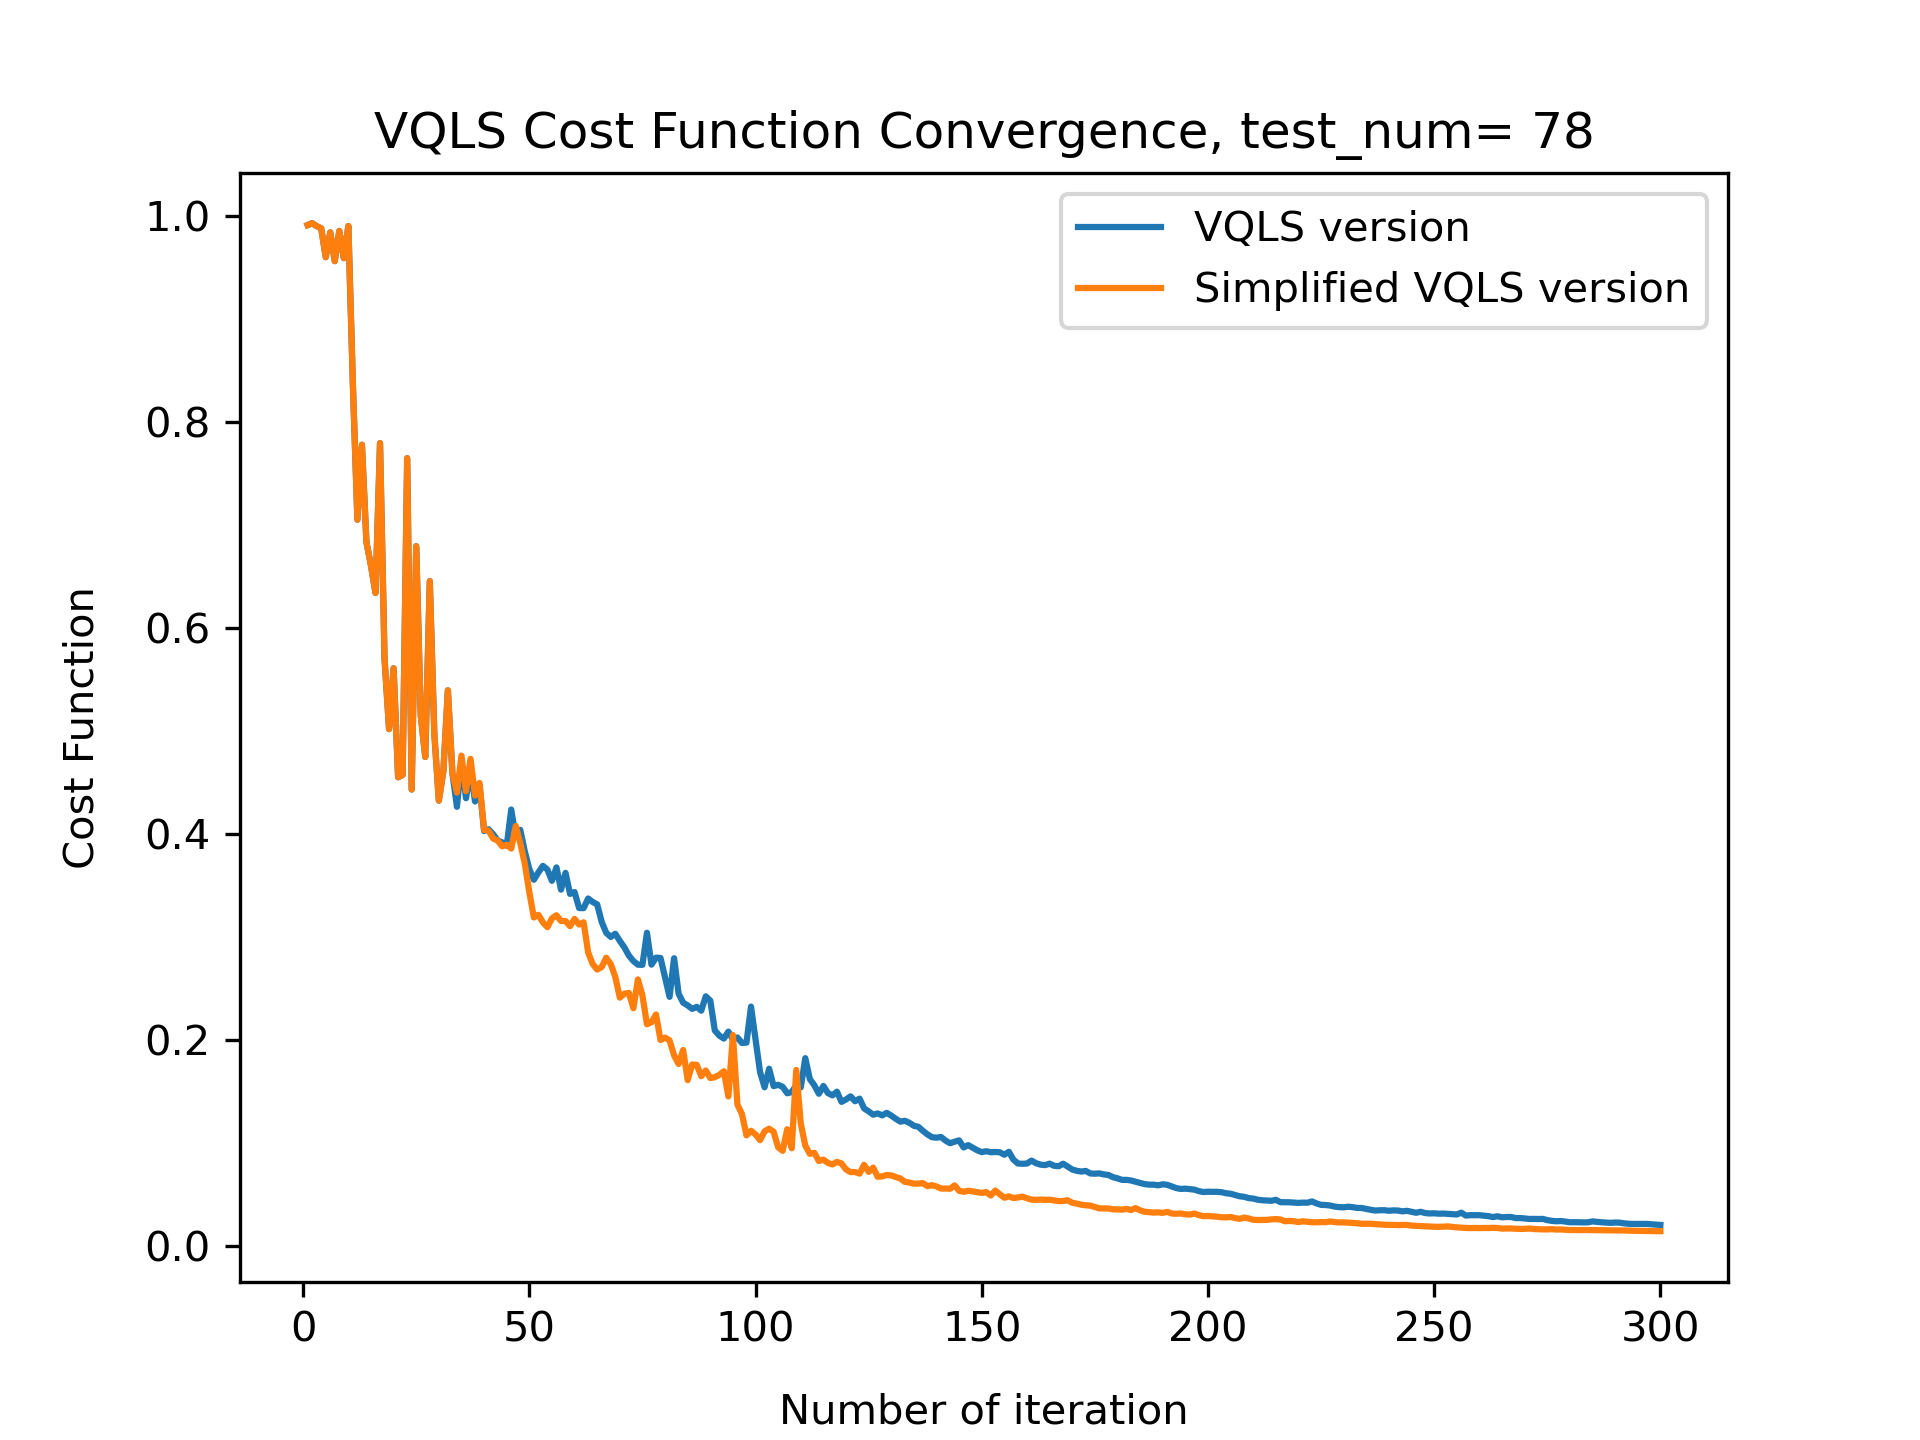 VQLS Cost Function Convergence, test_num= 78
VQLS version
Simplified VQLS version
1.0
0.8
0.6
0.4
0.2
0.0
Cost Function
0 50 100 150 200 250 300
Number of iteration